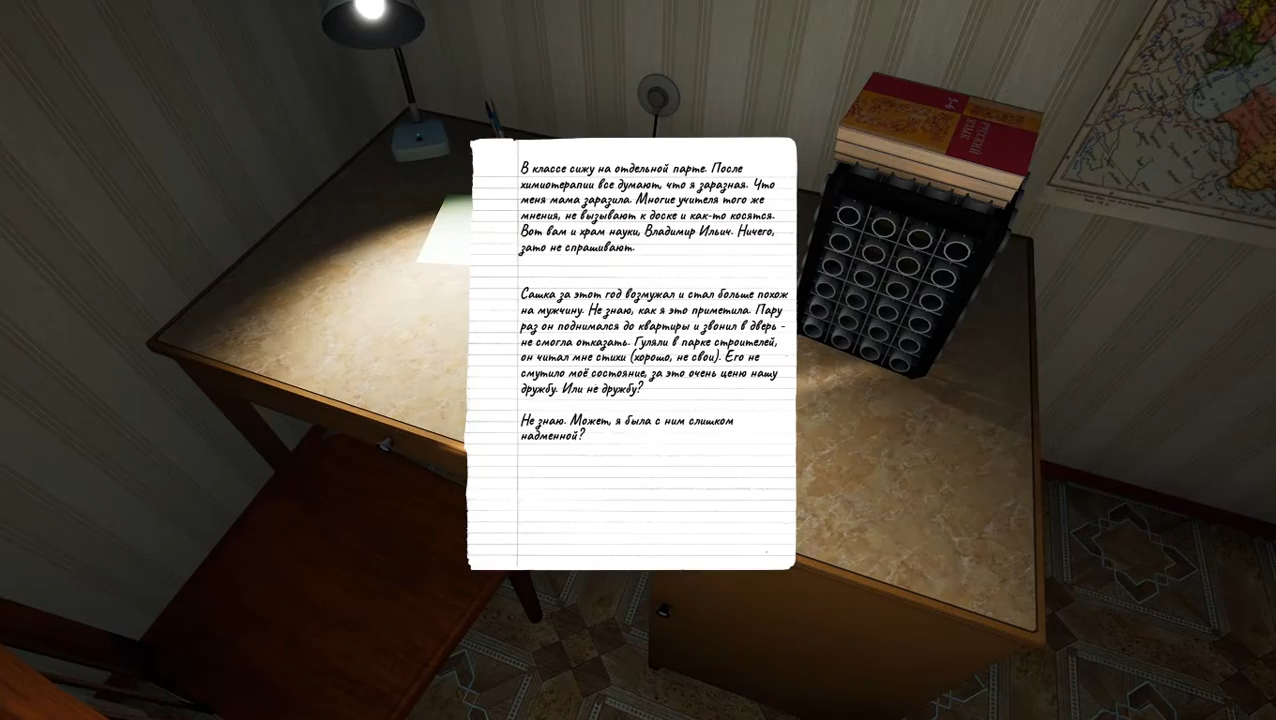 В классе сижу на отдельной парте. После
химиотерапии все думают, что я заразная. Что
меня мама заразила. Многие учителя того же
мнения, не вызывают к доске и как-то косятся.
Вот вам и храм науки, Владимир Ильич. Ничего,
зато не спрашивают.
Сашка за этот год возмужал и стал больше похож
на мужчину. Не знаю, как я это приметила. Пару
раз он поднимался до квартиры и звонил в дверь -
не смогла отказать. Гуляли в парке строителей,
он читал мне стихи (хорошо, не свои). Его не
смутило моё состояние, за это очень ценю нашу
дружбу. Или не дружбу?
Не знаю. Может, я была с ним слишком
надменной?
РУССКИЙ
ЯЗЫК